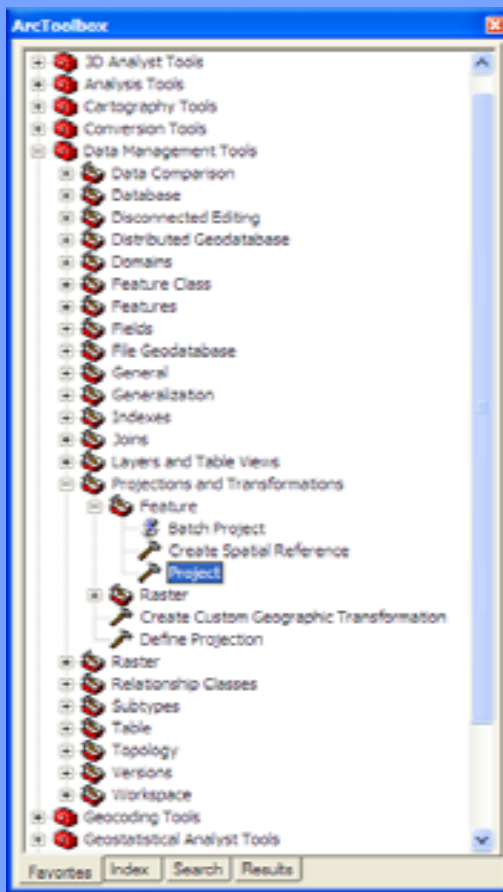 ArcToolbox
3D Analyst Tools
Analysis Tools
Cartography Tools
Conversion Tools
Data Management Tools
Data Comparison
Database
Disconnected Editing
Distributed Geodatabase
Domains
Feature Class
Features
Fields
File Geodatabase
General
Generalization
Indexes
Joins
Layers and Table Views
Projections and Transformations
Feature
Batch Project
Create Spatial Reference
Project
Raster
Create Custom Geographic Transformation
Define Projection
Raster
Relationship Classes
Subtypes
Table
Topology
Versions
Workspace
Geocoding Tools
Geostatistical Analyst Tools
Favorites Index Search Results